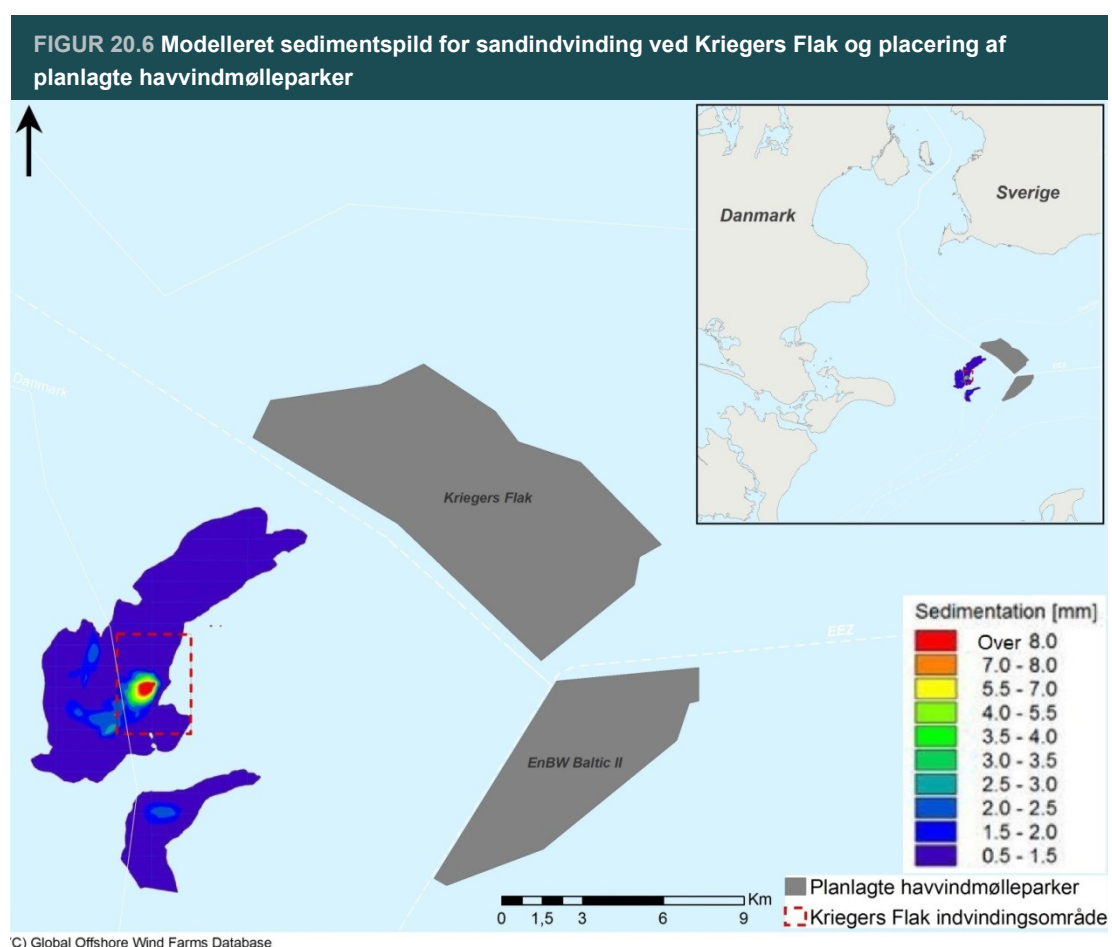 FIGUR 20.6 Modelleret sedimentspild for sandindvinding ved Kriegers Flak og placering af
planlagte havvindmølleparker
Danmark
Sverige
Danmark
Kriegers Flak
EEZ
EnBW Baltic II
Sedimentation [mm]
Over 8.0
7.0 - 8.0
5.5 - 7.0
4.0 - 5.5
3.5 - 4.0
3.0 - 3.5
2.5 - 3.0
2.0 - 2.5
1.5 - 2.0
0.5 - 1.5
Planlagte havvindmølleparker
Kriegers Flak indvindingsområde
Km
0 1,5 3 6 9
(C) Global Offshore Wind Farms Database